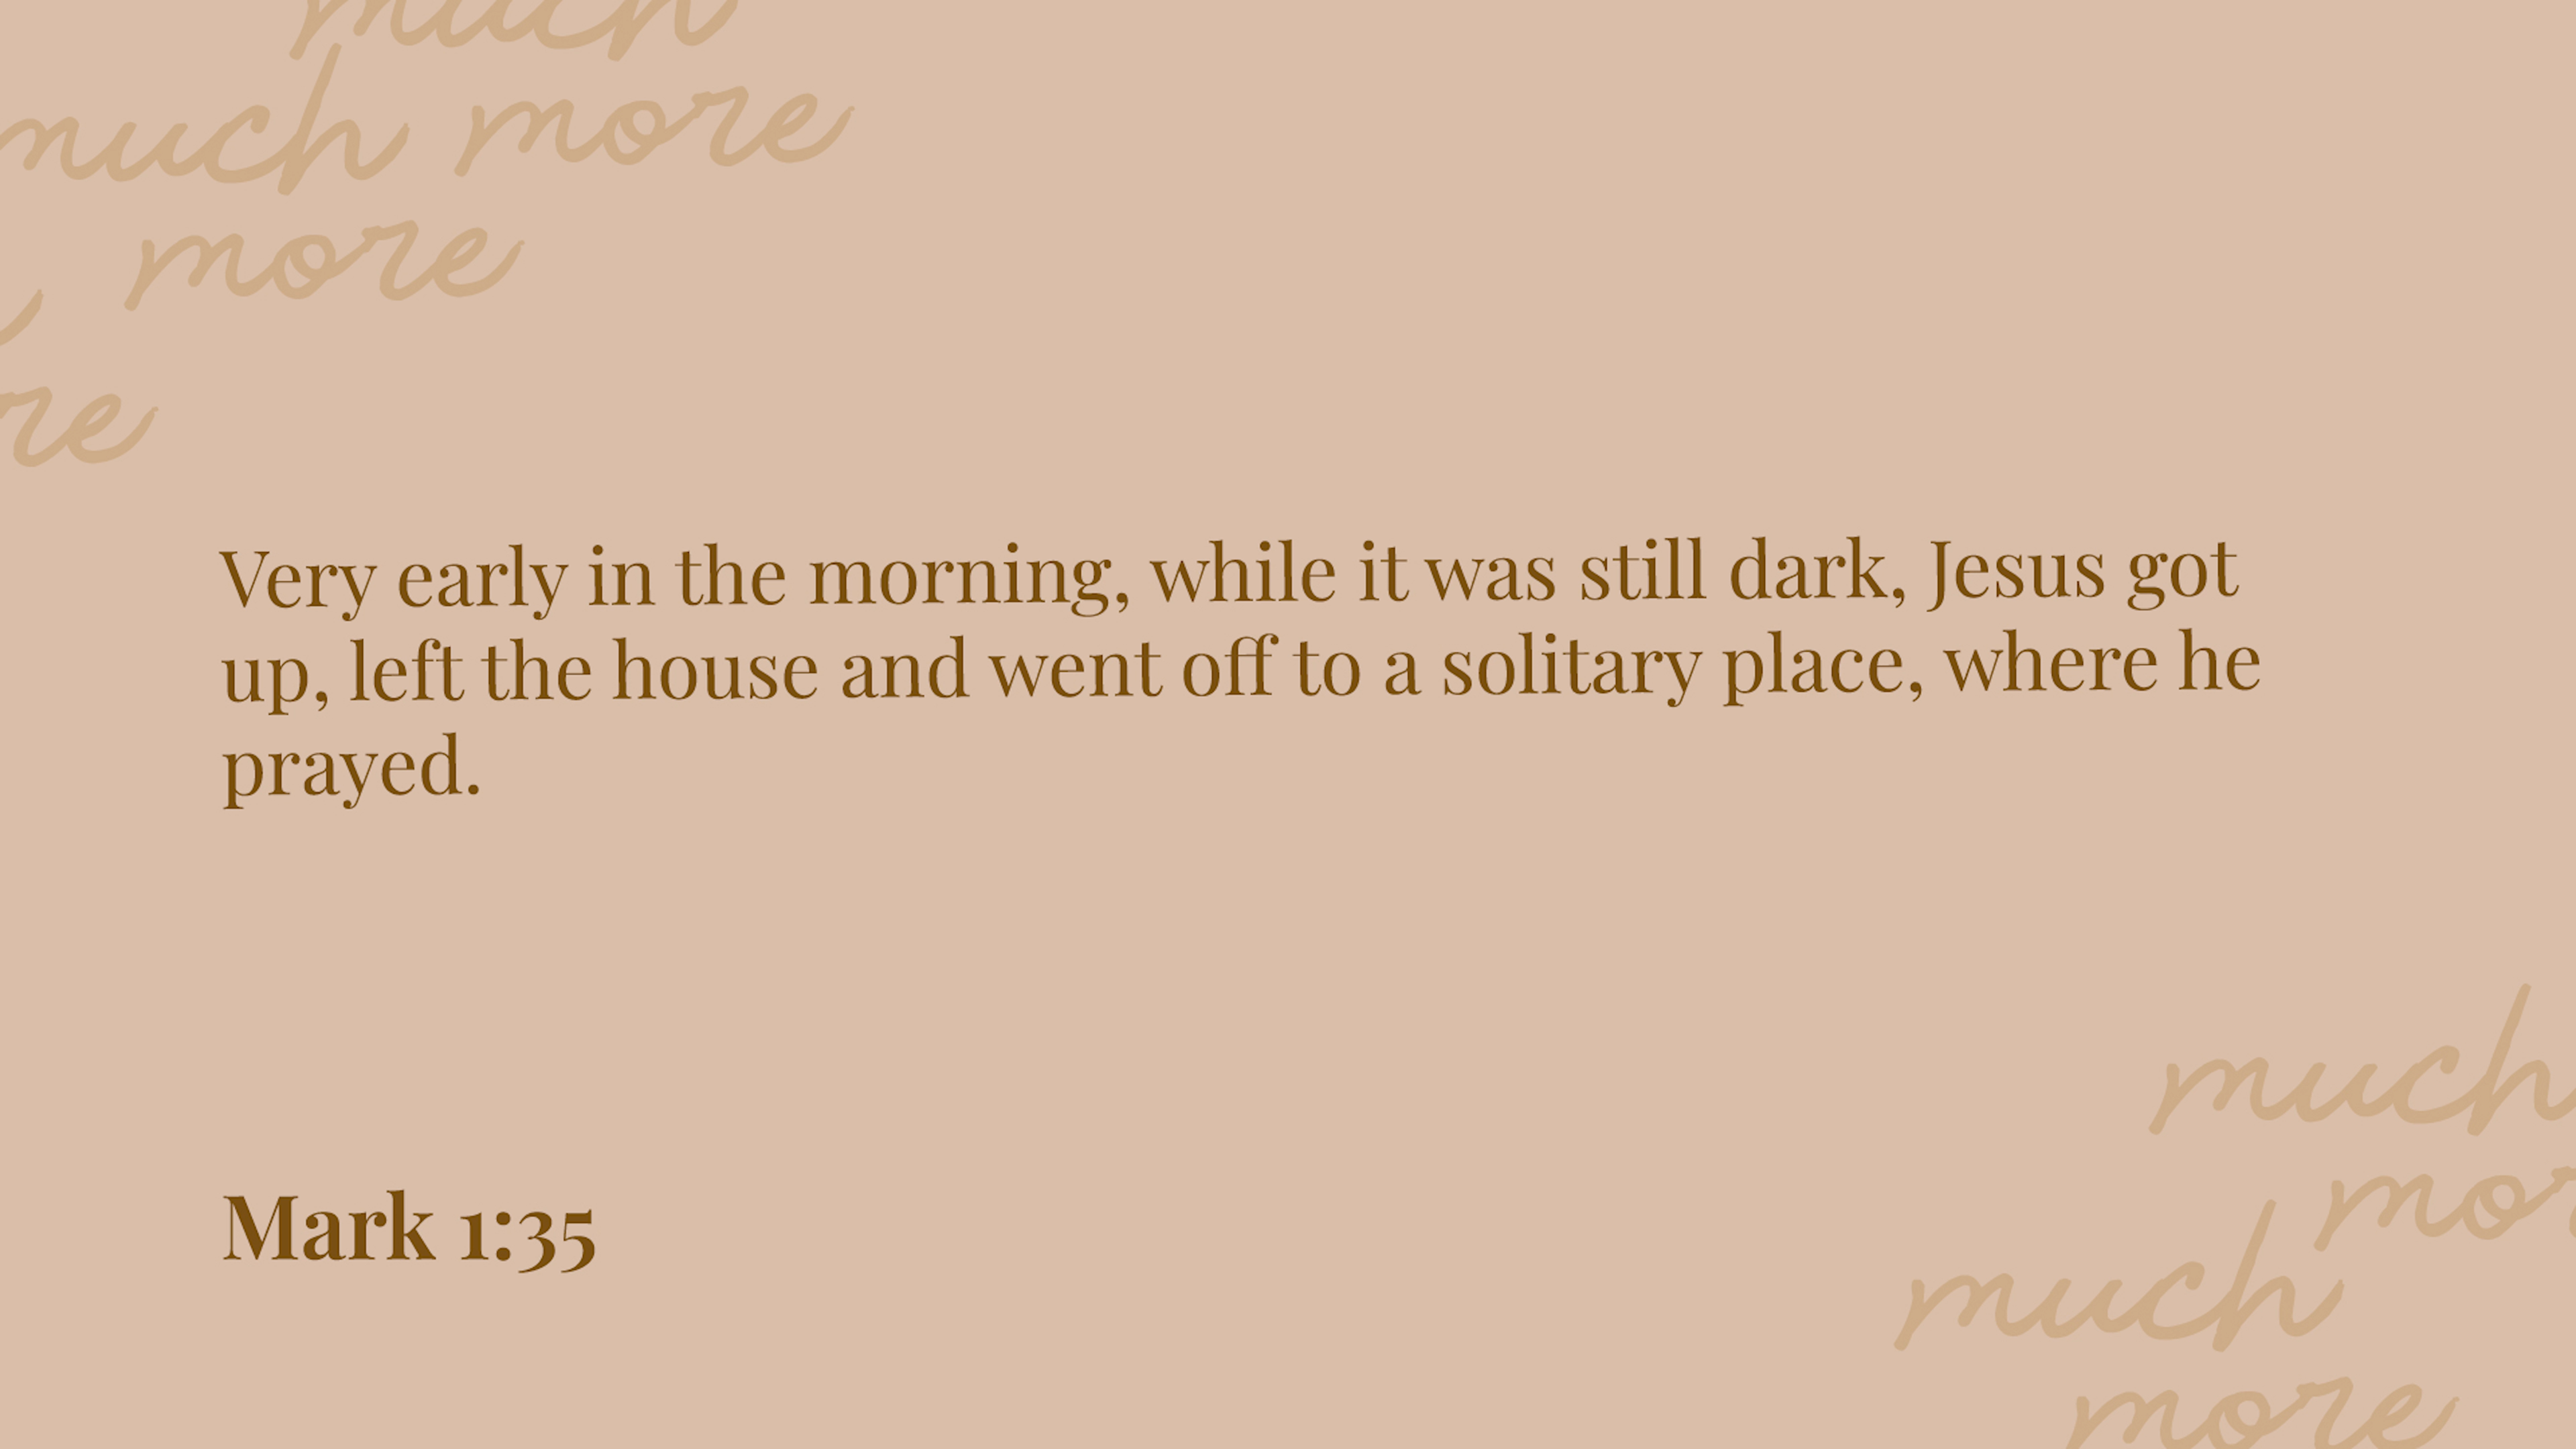 much
much more
more
re
Very early in the morning, while it was still dark, Jesus got
up, left the house and went off to a solitary place, where he
prayed.
much
mor
Mark 1:35
much
more